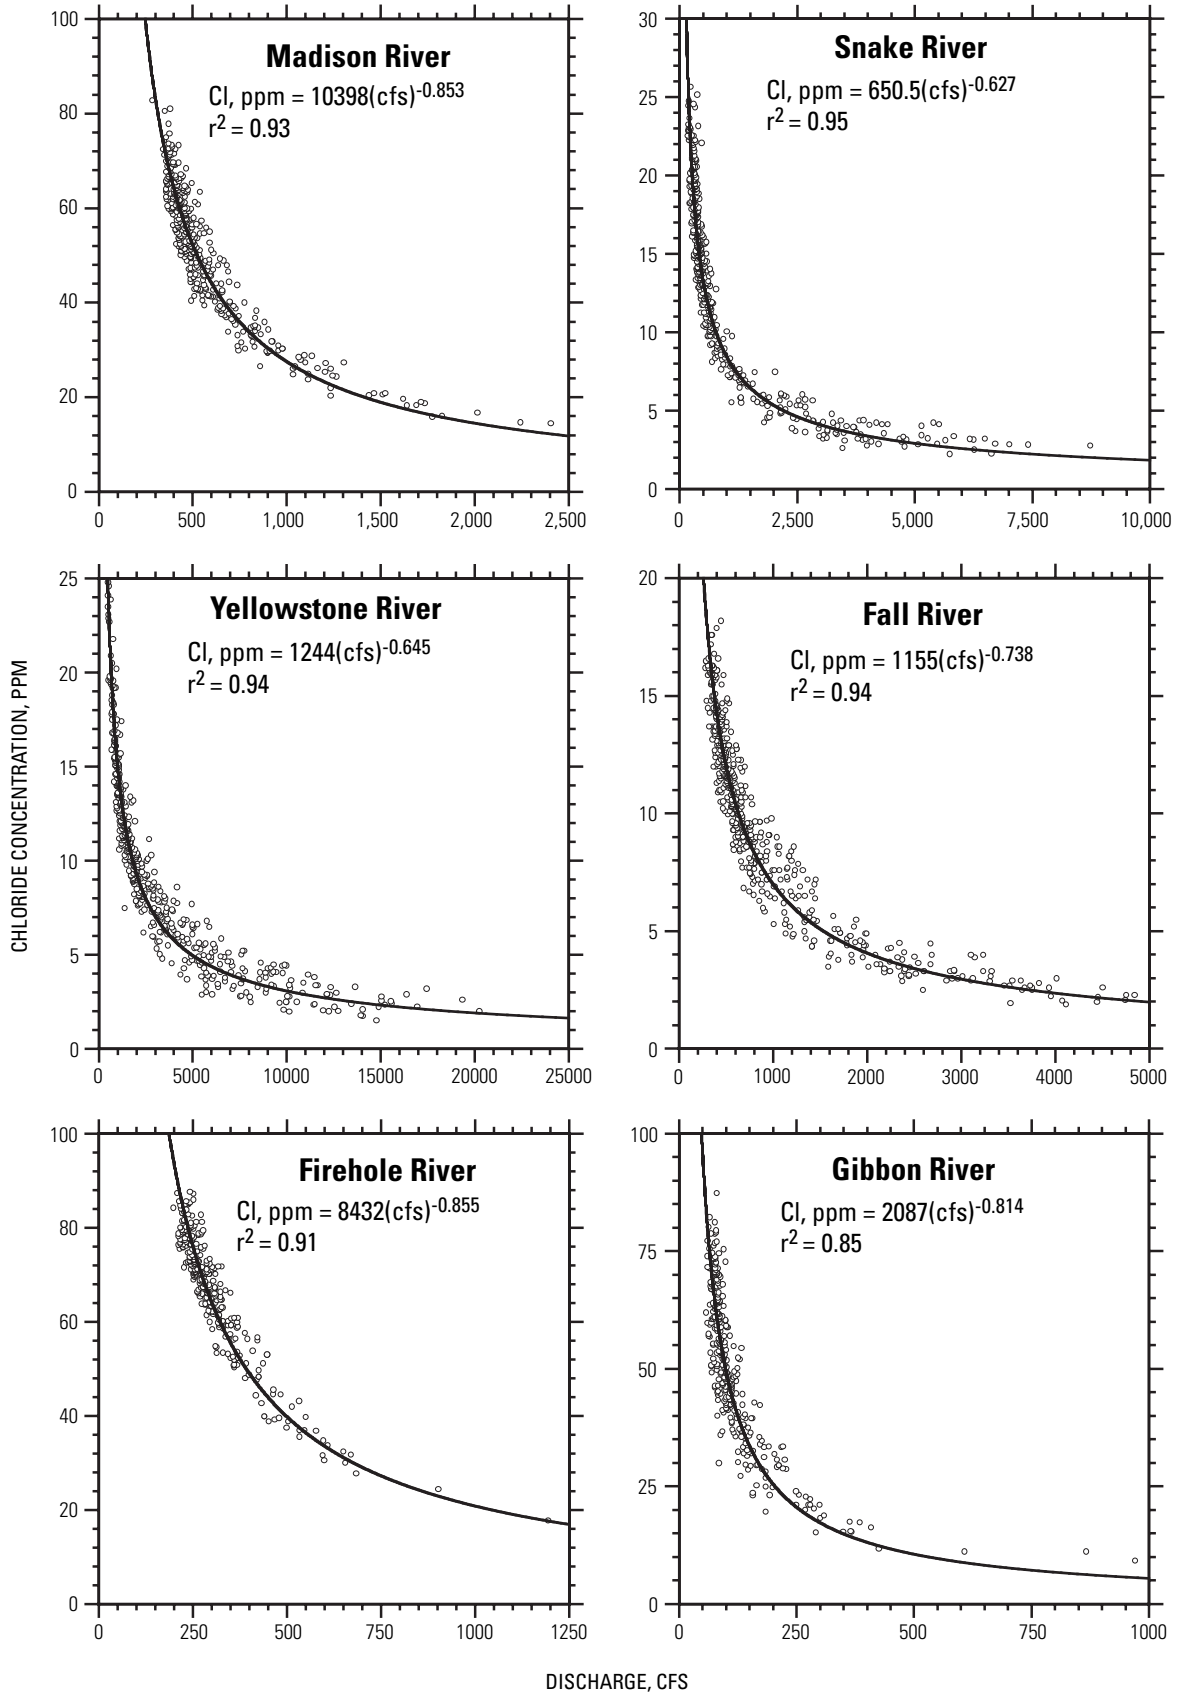 Madison River
Cl, ppm = 10398(cfs)-0.853
r2 = 0.93
100
80
60
40
20
0
0 500 1,000 1,500 2,000 2,500
Snake River
Cl, ppm = 650.5(cfs)-0.627
r2 = 0.95
30
25
20
15
10
5
0
0 2,500 5,000 7,500 10,000
CHLORIDE CONCENTRATION, PPM
Yellowstone River
Cl, ppm = 1244(cfs)-0.645
r2 = 0.94
25
20
15
10
5
0
0 5000 10000 15000 20000 25000
Fall River
Cl, ppm = 1155(cfs)-0.738
r2 = 0.94
20
15
10
5
0
0 1000 2000 3000 4000 5000
Firehole River
Cl, ppm = 8432(cfs)-0.855
r2 = 0.91
100
80
60
40
20
0
0 250 500 750 1000 1250
Gibbon River
Cl, ppm = 2087(cfs)-0.814
r2 = 0.85
100
75
50
25
0
0 250 500 750 1000
DISCHARGE, CFS